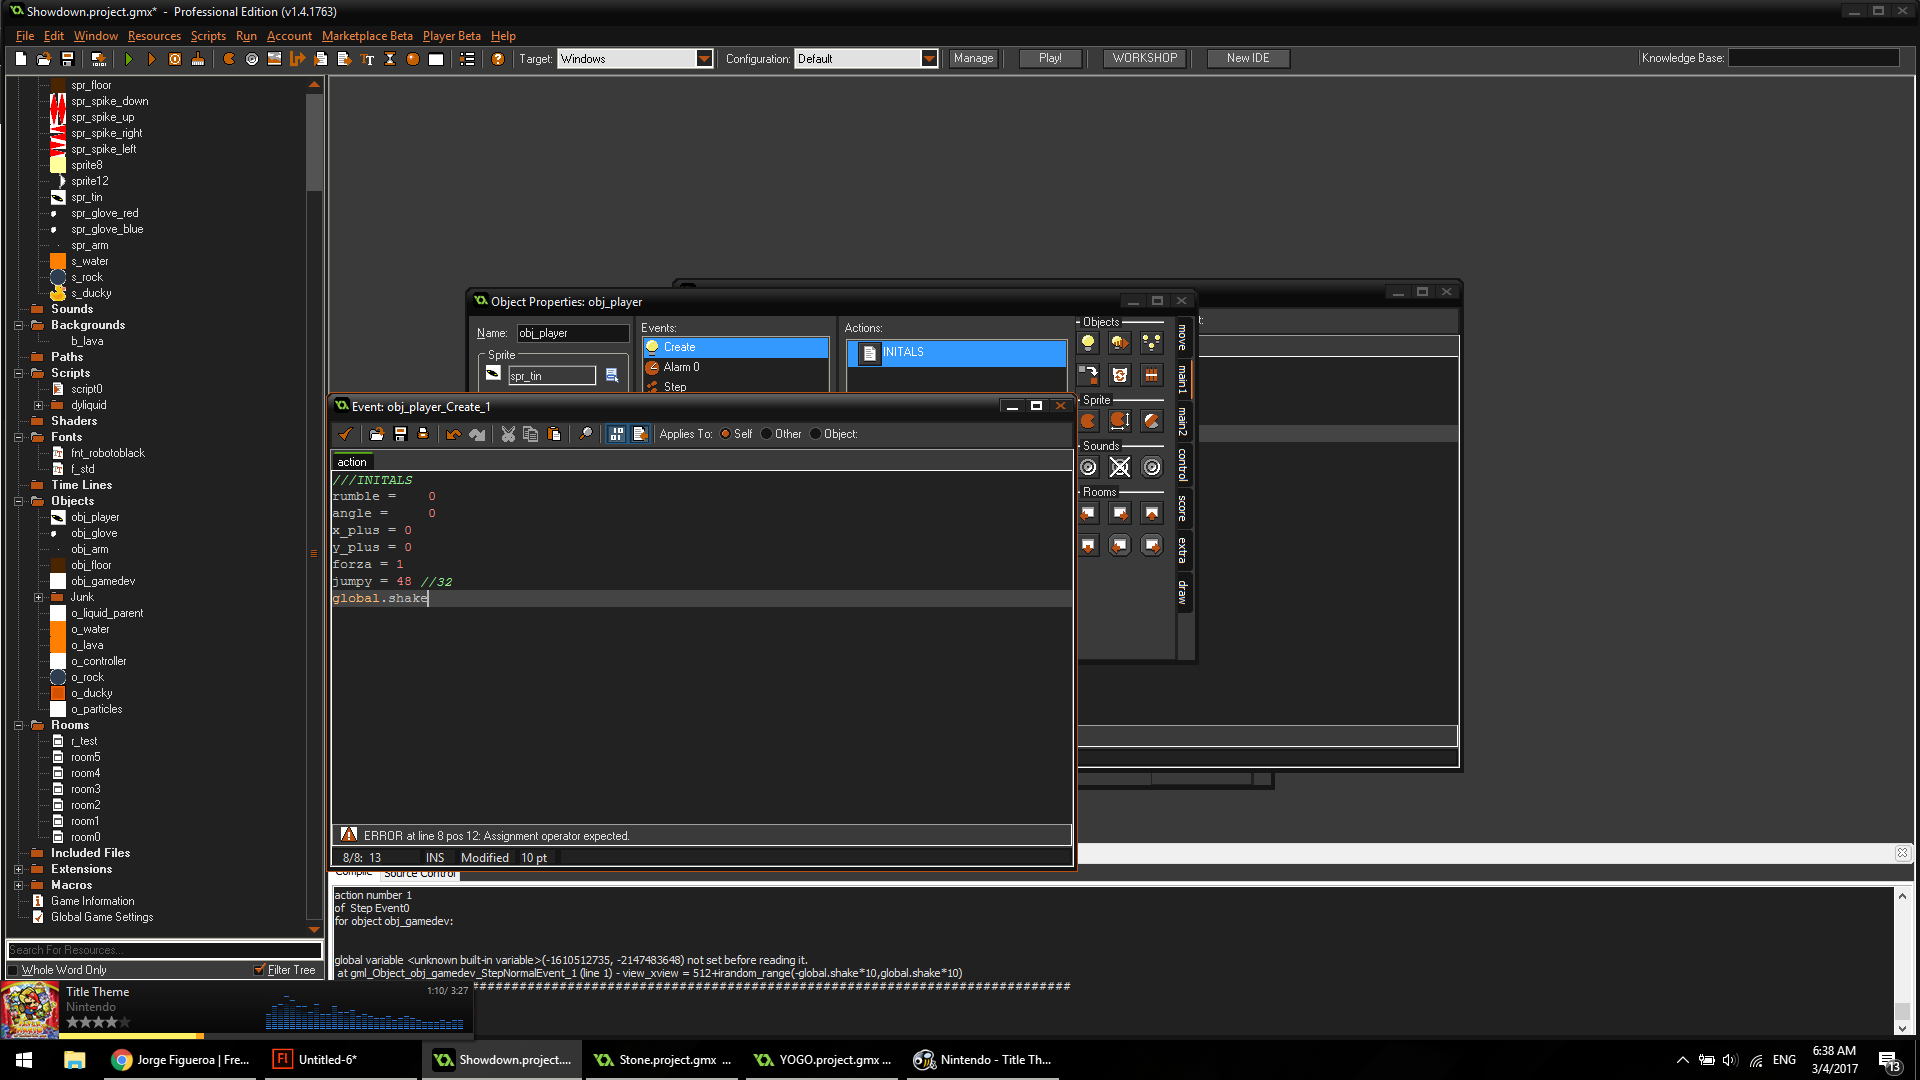 Showdown.project.gmx* - Professional Edition (v1.4.1763)
File Edit Window Resources Scripts Run Account Marketplace Beta Player Beta Help
Target: Windows Configuration: Default Manage Play! WORKSHOP New IDE Knowledge Base:
spr_floor
spr_spike_down
spr_spike_up
spr_spike_right
spr_spike_left
sprite8
sprite12
spr_tin
spr_glove_red
spr_glove_blue
spr_arm
s_water
s_rock
s_ducky
Sounds
Backgrounds
b_lava
Paths
Scripts
script0
dyliquid
Shaders
Fonts
fnt_robotoblack
f_std
Time Lines
Objects
obj_player
obj_glove
obj_arm
obj_floor
obj_gamedev
Junk
o_liquid_parent
o_water
o_lava
o_controller
o_rock
o_ducky
o_particles
Rooms
r_test
room5
room4
room3
room2
room1
room0
Included Files
Extensions
Macros
Game Information
Global Game Settings
Search For Resources...
Whole Word Only Filter Tree
Object Properties: obj_player
Name: obj_player
Sprite
spr_tin
Events:
Create
Alarm 0
Step
Actions:
INITALS
Objects
Sprite
Sounds
Rooms
move
main1
main2
control
score
extra
draw
t:
Event: obj_player_Create_1
Applies To: Self Other Object:
action
///INITALS
rumble = 0
angle = 0
x_plus = 0
y_plus = 0
forza = 1
jumpy = 48 //32
global.shake
ERROR at line 8 pos 12: Assignment operator expected.
8/8: 13 INS Modified 10 pt
Compile Source Control
action number 1
of Step Event0
for object obj_gamedev:
global variable <unknown built-in variable>(-1610512735, -2147483648) not set before reading it.
at gml_Object_obj_gamedev_StepNormalEvent_1 (line 1) - view_xview = 512+irandom_range(-global.shake*10,global.shake*10)
###########################################################################
Title Theme 1:10/ 3:27
Nintendo
Jorge Figueroa | Fre... Untitled-6* Showdown.project.... Stone.project.gmx ... YOGO.project.gmx ... Nintendo - Title Th...
ENG
6:38 AM
3/4/2017
13